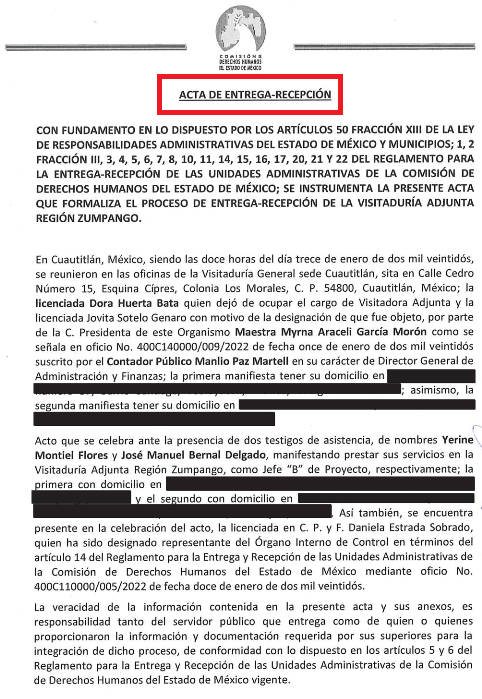 COMISIÓN
DERECHOS HUMANOS
DEL ESTADO DE MÉXICO
ACTA DE ENTREGA-RECEPCIÓN
CON FUNDAMENTO EN LO DISPUESTO POR LOS ARTÍCULOS 50 FRACCIÓN XIII DE LA LEY
DE RESPONSABILIDADES ADMINISTRATIVAS DEL ESTADO DE MÉXICO Y MUNICIPIOS; 1, 2
FRACCIÓN III, 3, 4, 5, 6, 7, 8, 10, 11, 14, 15, 16, 17, 20, 21 Y 22 DEL REGLAMENTO PARA
LA ENTREGA-RECEPCIÓN DE LAS UNIDADES ADMINISTRATIVAS DE LA COMISIÓN DE
DERECHOS HUMANOS DEL ESTADO DE MÉXICO; SE INSTRUMENTA LA PRESENTE ACTA
QUE FORMALIZA EL PROCESO DE ENTREGA-RECEPCIÓN DE LA VISITADURÍA ADJUNTA
REGIÓN ZUMPANGO.
En Cuautitlán, México, siendo las doce horas del día trece de enero de dos mil veintidós,
se reunieron en las oficinas de la Visitaduría General sede Cuautitlán, sita en Calle Cedro
Número 15, Esquina Cípres, Colonia Los Morales, C. P. 54800, Cuautitlán, México; la
licenciada Dora Huerta Bata quien dejó de ocupar el cargo de Visitadora Adjunta y la
licenciada Jovita Sotelo Genaro con motivo de la designación de que fue objeto, por parte
de la C. Presidenta de este Organismo Maestra Myrna Araceli García Morón como se
señala en oficio No. 400C140000/009/2022 de fecha once de enero de dos mil veintidós
suscrito por el Contador Público Manlio Paz Martell en su carácter de Director General de
Administración y Finanzas; la primera manifiesta tener su domicilio en
; asimismo, la
segunda manifiesta tener su domicilio en
Acto que se celebra ante la presencia de dos testigos de asistencia, de nombres Yerine
Montiel Flores y José Manuel Bernal Delgado, manifestando prestar sus servicios en la
Visitaduría Adjunta Región Zumpango, como Jefe "B" de Proyecto, respectivamente; la
primera con domicilio en
y el segundo con domicilio en
. Así también, se encuentra
presente en la celebración del acto, la licenciada en C. P. y F. Daniela Estrada Sobrado,
quien ha sido designado representante del Órgano Interno de Control en términos del
artículo 14 del Reglamento para la Entrega y Recepción de las Unidades Administrativas de
la Comisión de Derechos Humanos del Estado de México mediante oficio No.
400C110000/005/2022 de fecha doce de enero de dos mil veintidós.
La veracidad de la información contenida en la presente acta y sus anexos, es
responsabilidad tanto del servidor público que entrega como de quien o quienes
proporcionaron la información y documentación requerida por sus superiores para la
integración de dicho proceso, de conformidad con lo dispuesto en los artículos 5 y 6 del
Reglamento para la Entrega y Recepción de las Unidades Administrativas de la Comisión
de Derechos Humanos del Estado de México vigente.